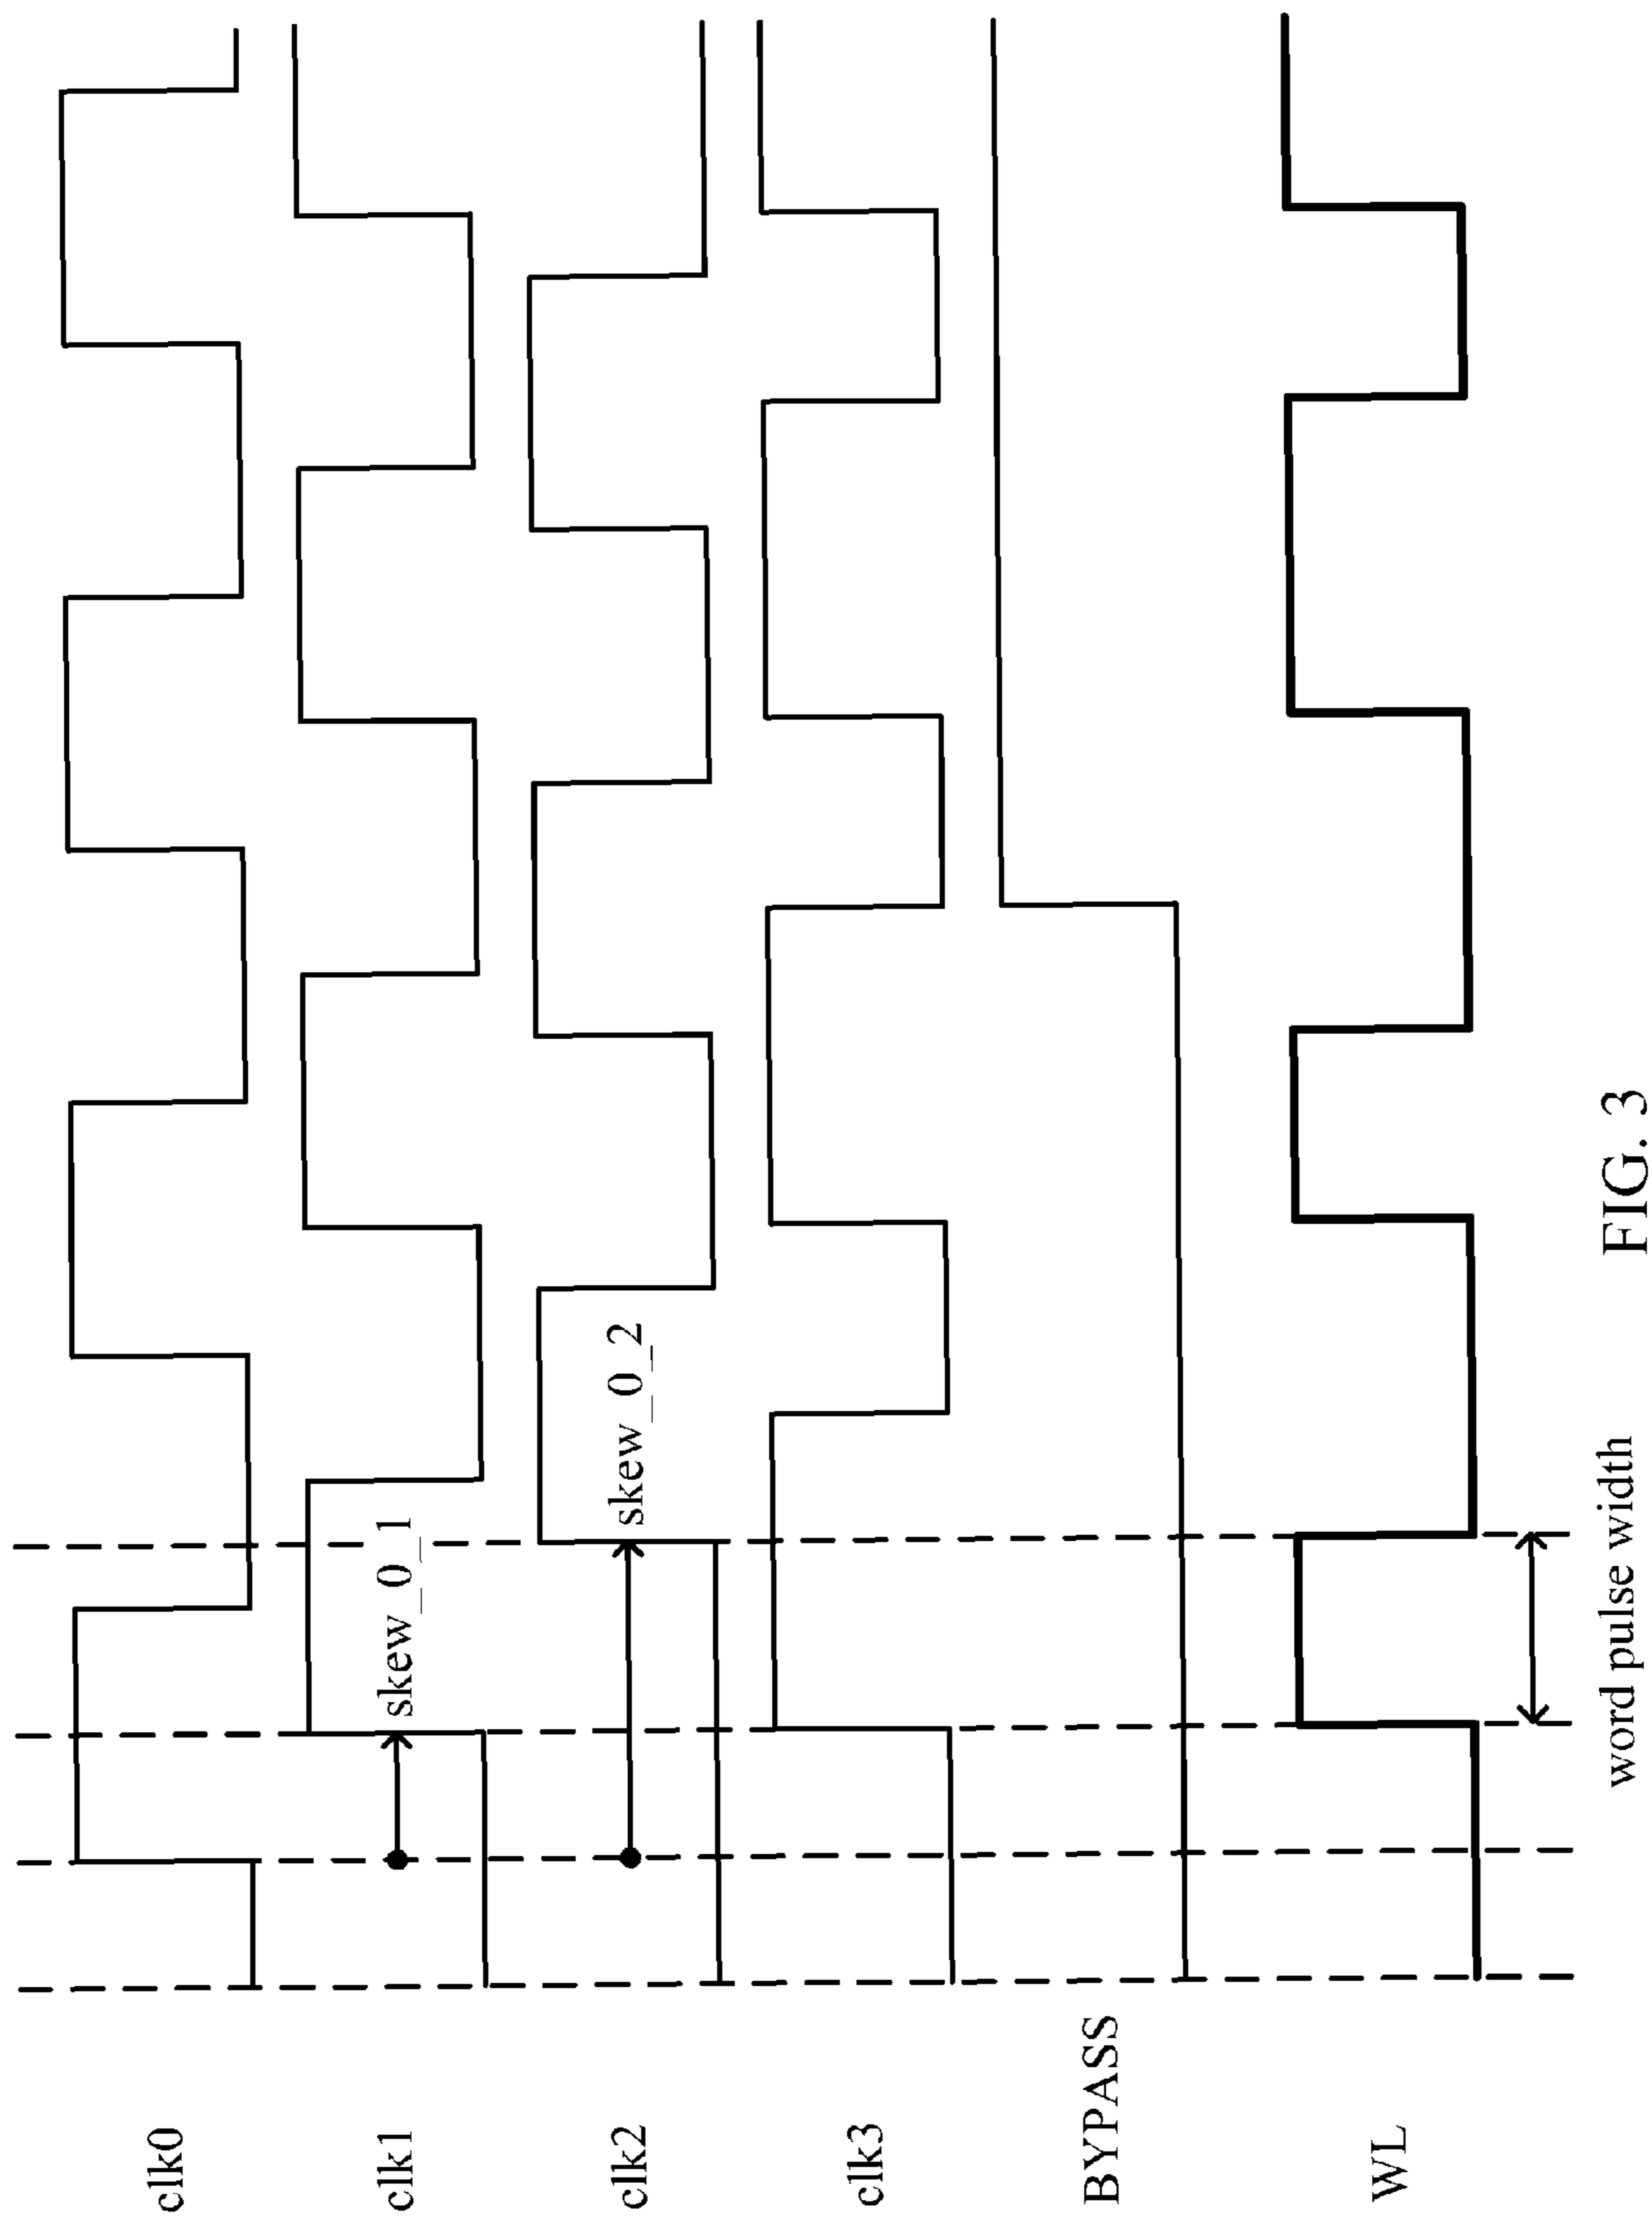 clk0
skew_0_1
clk1
skew_0_2
clk2
clk3
BYPASS
WL
word pulse width
FIG. 3